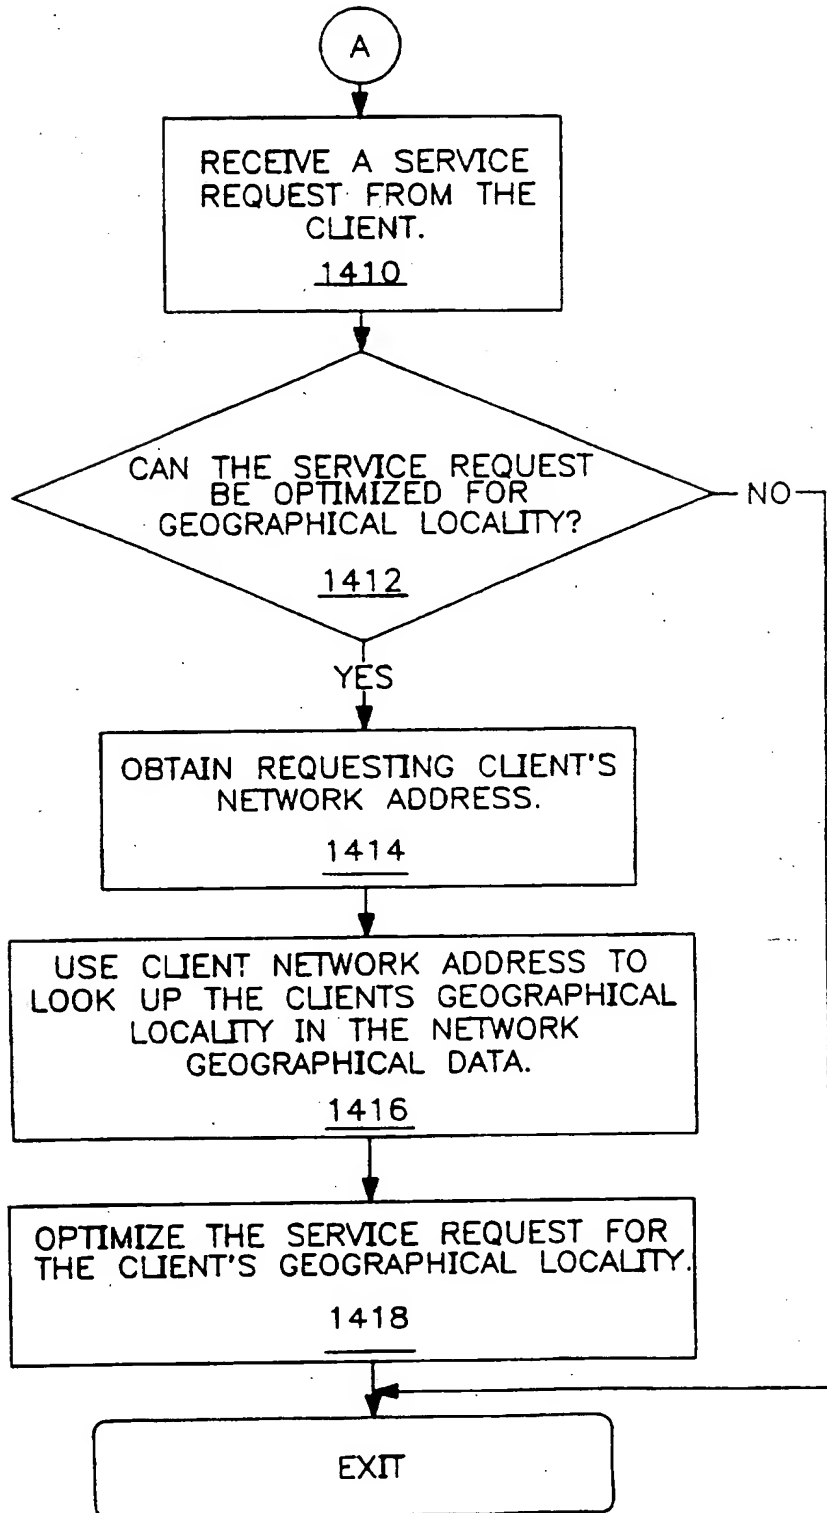 A
RECEIVE A SERVICE
REQUEST FROM THE
CLIENT.
1410
CAN THE SERVICE REQUEST
BE OPTIMIZED FOR
GEOGRAPHICAL LOCALITY?
1412
NO
YES
OBTAIN REQUESTING CLIENT'S
NETWORK ADDRESS.
1414
USE CLIENT NETWORK ADDRESS TO
LOOK UP THE CLIENTS GEOGRAPHICAL
LOCALITY IN THE NETWORK
GEOGRAPHICAL DATA.
1416
OPTIMIZE THE SERVICE REQUEST FOR
THE CLIENT'S GEOGRAPHICAL LOCALITY.
1418
EXIT